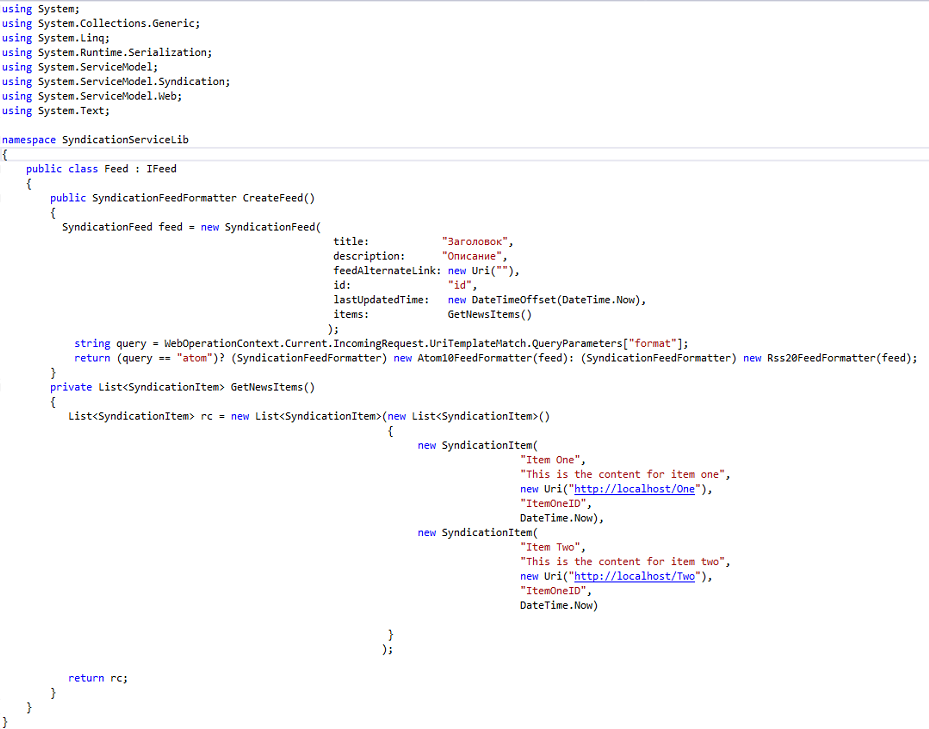 using System;
using System.Collections.Generic;
using System.Linq;
using System.Runtime.Serialization;
using System.ServiceModel;
using System.ServiceModel.Syndication;
using System.ServiceModel.Web;
using System.Text;
namespace SyndicationServiceLib
{
public class Feed : IFeed
{
public SyndicationFeedFormatter CreateFeed()
{
SyndicationFeed feed = new SyndicationFeed(
title: "Заголовок",
description: "Описание",
feedAlternateLink: new Uri(""),
id: "id",
lastUpdatedTime: new DateTimeOffset(DateTime.Now),
items: GetNewsItems()
);
string query = WebOperationContext.Current.IncomingRequest.UriTemplateMatch.QueryParameters["format"];
return (query == "atom")? (SyndicationFeedFormatter) new Atom10FeedFormatter(feed): (SyndicationFeedFormatter) new Rss20FeedFormatter(feed);
}
private List<SyndicationItem> GetNewsItems()
{
List<SyndicationItem> rc = new List<SyndicationItem>(new List<SyndicationItem>()
{
new SyndicationItem(
"Item One",
"This is the content for item one",
new Uri("http://localhost/One"),
"ItemOneID",
DateTime.Now),
new SyndicationItem(
"Item Two",
"This is the content for item two",
new Uri("http://localhost/Two"),
"ItemOneID",
DateTime.Now)
}
);
return rc;
}
}
}